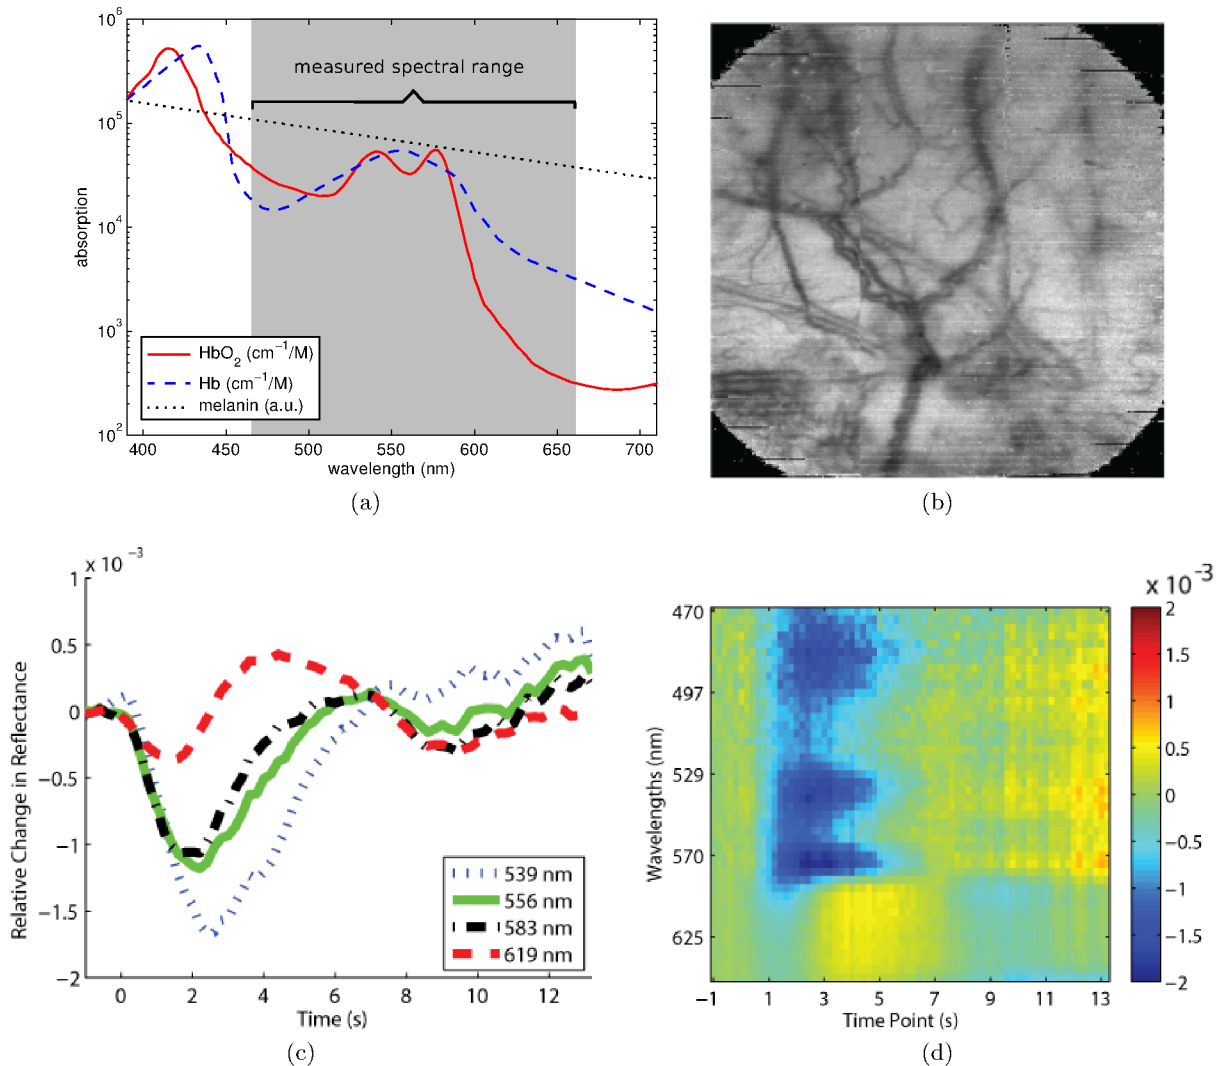 10^6
10^5
10^4
10^3
10^2
absorption
measured spectral range
HbO_2 (cm^−1/M)
Hb (cm^−1/M)
melanin (a.u.)
400 450 500 550 600 650 700
wavelength (nm)
(a)
(b)
x 10^-3
1
0.5
0
−0.5
−1
−1.5
−2
Relative Change in Reflectance
539 nm
556 nm
583 nm
619 nm
0 2 4 6 8 10 12
Time (s)
(c)
x 10^-3
470
497
529
570
625
Wavelengths (nm)
−1 1 3 5 7 9 11 13
Time Point (s)
2
1.5
1
0.5
0
−0.5
−1
−1.5
−2
(d)